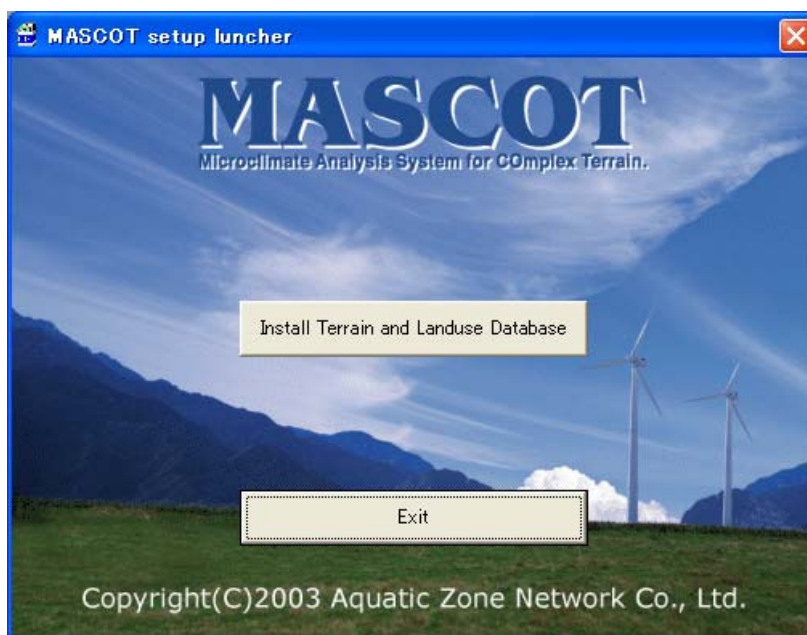 MASCOT setup luncher
MASCOT
Microclimate Analysis System for COmplex Terrain.
Install Terrain and Landuse Database
Exit
Copyright(C)2003 Aquatic Zone Network Co., Ltd.